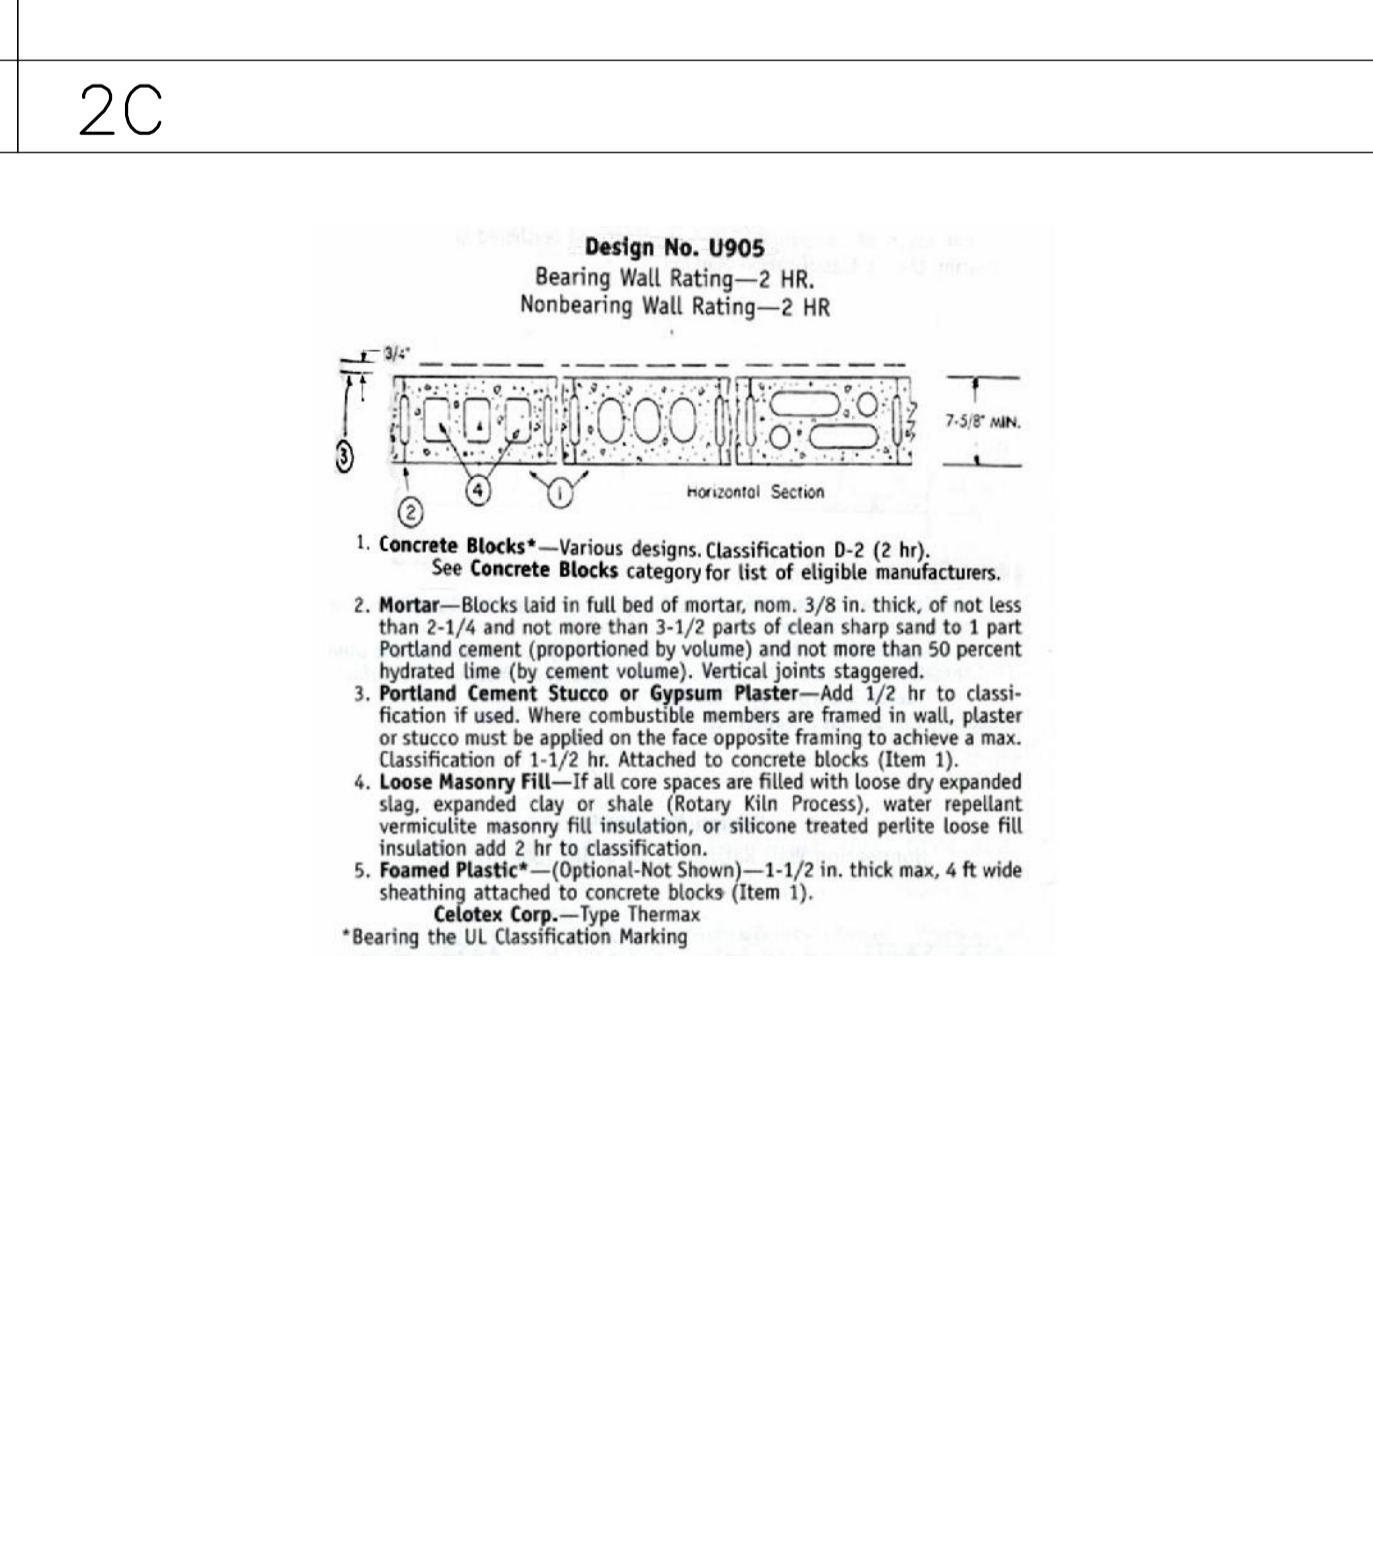 2C
Design No. U905
Bearing Wall Rating—2 HR.
Nonbearing Wall Rating—2 HR
3/4"
7-5/8" MIN.
3
4
1
Horizontal Section
2
1. Concrete Blocks*—Various designs. Classification D-2 (2 hr).
See Concrete Blocks category for list of eligible manufacturers.
2. Mortar—Blocks laid in full bed of mortar, nom. 3/8 in. thick, of not less
than 2-1/4 and not more than 3-1/2 parts of clean sharp sand to 1 part
Portland cement (proportioned by volume) and not more than 50 percent
hydrated lime (by cement volume). Vertical joints staggered.
3. Portland Cement Stucco or Gypsum Plaster—Add 1/2 hr to classi-
fication if used. Where combustible members are framed in wall, plaster
or stucco must be applied on the face opposite framing to achieve a max.
Classification of 1-1/2 hr. Attached to concrete blocks (Item 1).
4. Loose Masonry Fill—If all core spaces are filled with loose dry expanded
slag, expanded clay or shale (Rotary Kiln Process), water repellant
vermiculite masonry fill insulation, or silicone treated perlite loose fill
insulation add 2 hr to classification.
5. Foamed Plastic*—(Optional-Not Shown)—1-1/2 in. thick max, 4 ft wide
sheathing attached to concrete blocks (Item 1).
Celotex Corp.—Type Thermax
*Bearing the UL Classification Marking